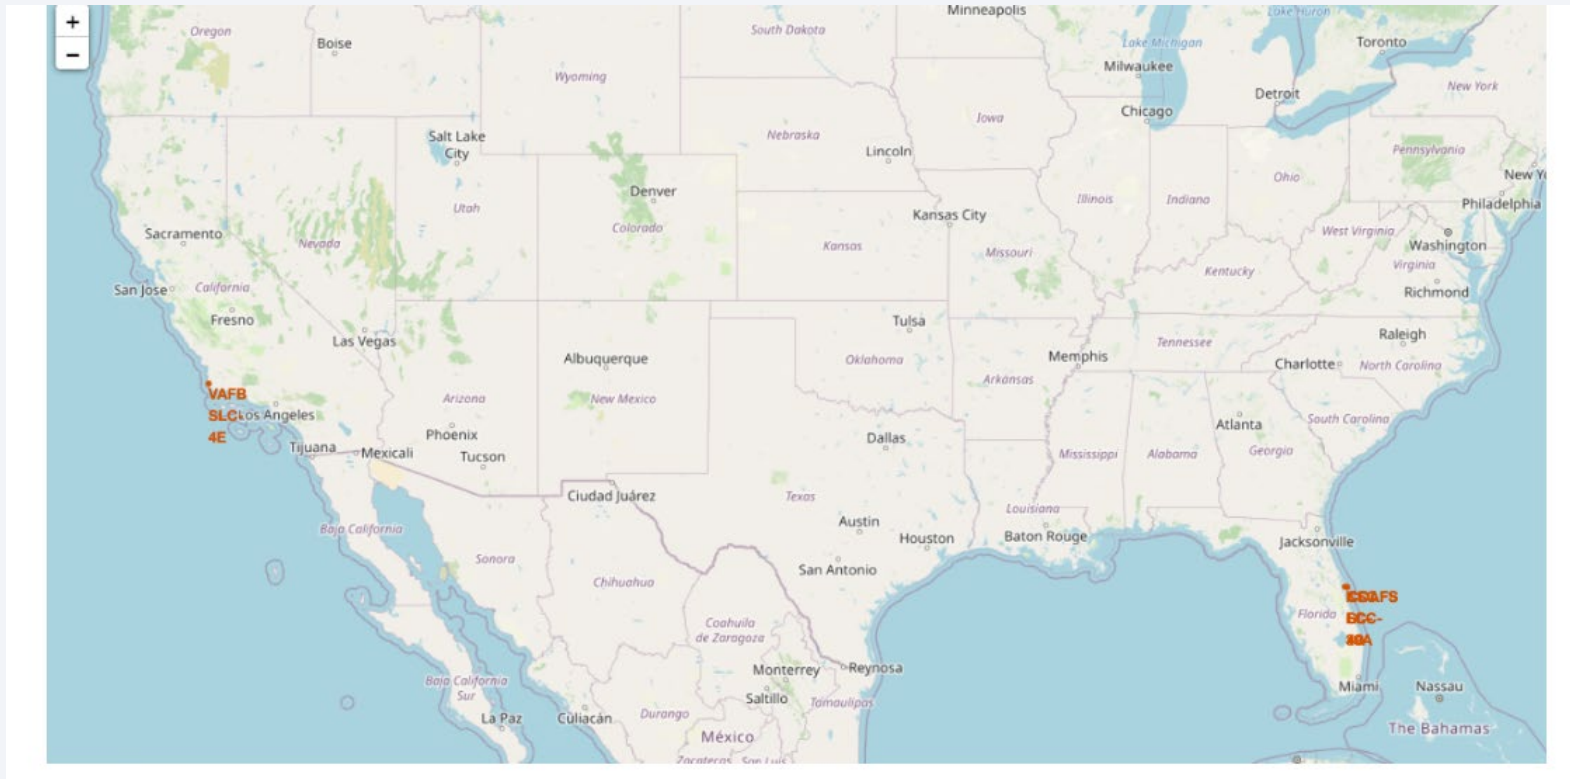 +
−
Minneapolis
Lake Huron
Oregon
Boise
South Dakota
Lake Michigan
Toronto
Milwaukee
Wyoming
New York
Detroit
Chicago
Iowa
Salt Lake
City
Nebraska
Lincoln
Pennsylvania
Ohio
New Yo
Denver
Utah
Illinois
Indiana
Philadelphia
Kansas City
Colorado
Sacramento
Nevada
Kansas
Missouri
West Virginia
Washington
Kentucky
Virginia
San Jose
California
Richmond
Fresno
Tulsa
Las Vegas
Raleigh
Albuquerque
Oklahoma
Memphis
Tennessee
Charlotte
North Carolina
Arkansas
VAFB
SLC-
4E
Los Angeles
Arizona
New Mexico
South Carolina
Phoenix
Dallas
Atlanta
Tijuana
Mexicali
Tucson
Mississippi
Alabama
Georgia
Ciudad Juárez
Texas
Louisiana
Baja California
Austin
Houston
Baton Rouge
Jacksonville
Sonora
San Antonio
Chihuahua
Florida
Coahuila
de Zaragoza
Monterrey
Reynosa
Baja California
Sur
Saltillo
Tamaulipas
Miami
Nassau
La Paz
Culiacán
Durango
México
The Bahamas
Zacatecas
San Luis